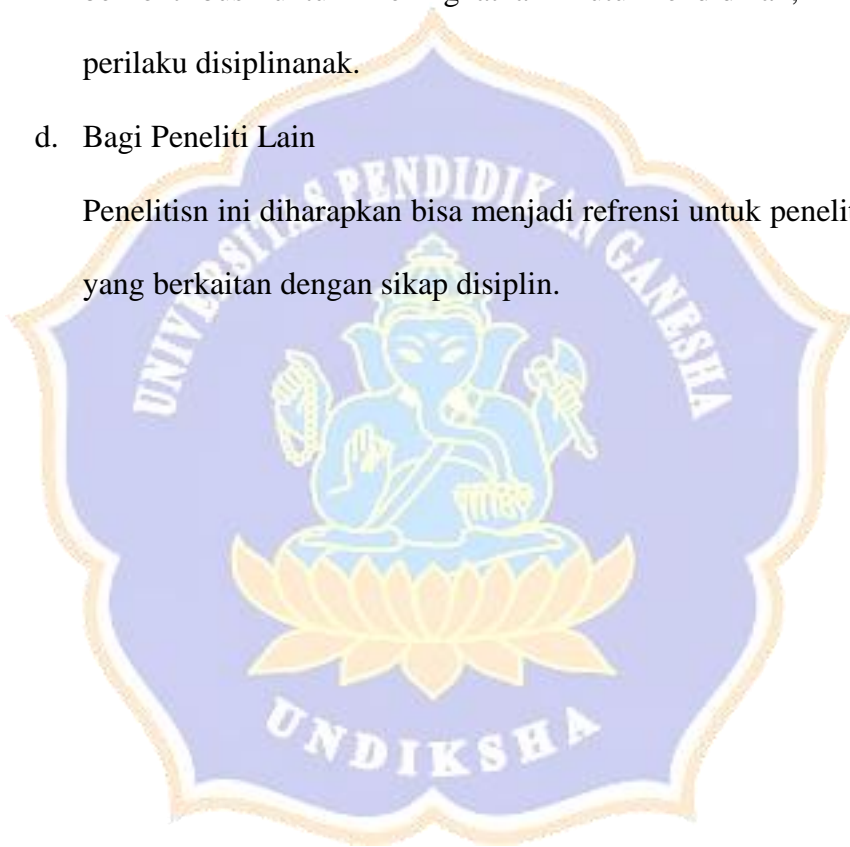 perilaku disiplinanak.
d. Bagi Peneliti Lain
Penelitisn ini diharapkan bisa menjadi refrensi untuk
yang berkaitan dengan sikap disiplin.
UNIVERSITAS PENDIDIKAN GANESHA
UNDIKSHA